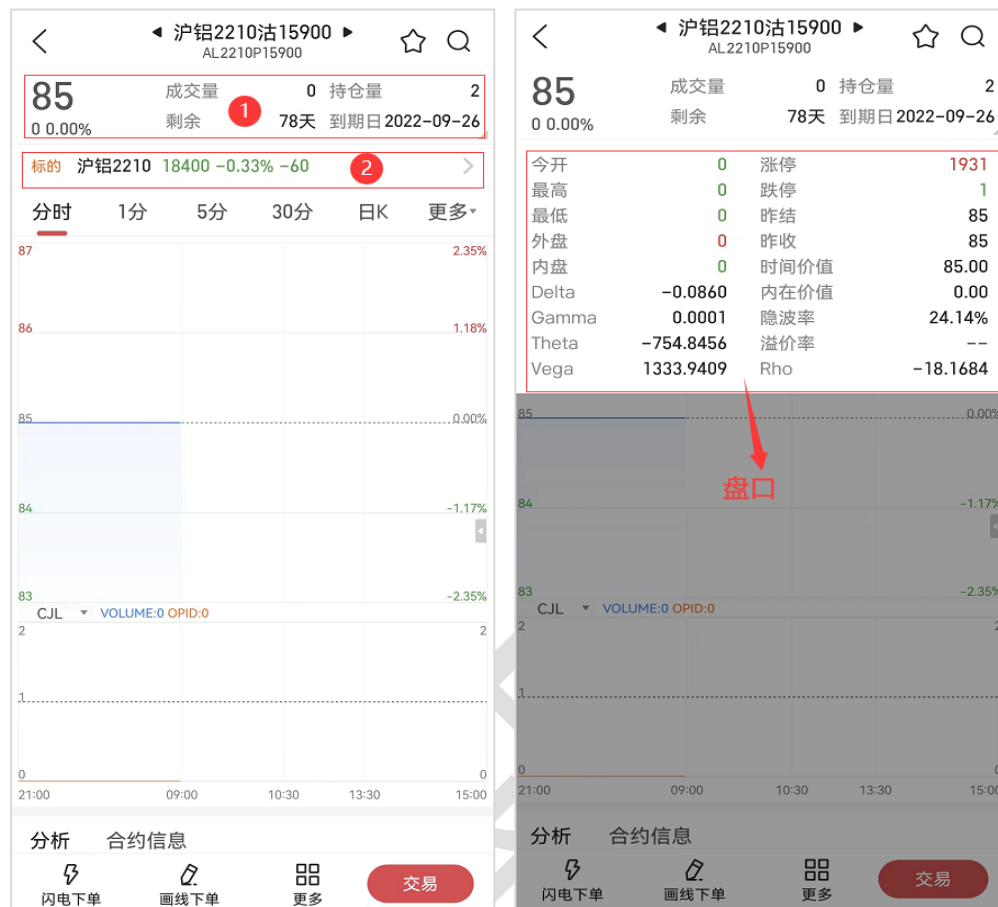 沪铝2210沽15900
AL2210P15900
85
成交量 0 持仓量 2
0 0.00%
剩余 78天 到期日 2022-09-26
1
标的 沪铝2210 18400 -0.33% -60
2
分时 1分 5分 30分 日K 更多
87 2.35%
86 1.18%
85 0.00%
84 -1.17%
83 -2.35%
CJL VOLUME:0 OPID:0
2 2
1
0 0
21:00 09:00 10:30 13:30 15:00
分析 合约信息
闪电下单 画线下单 更多 交易
沪铝2210沽15900
AL2210P15900
85
成交量 0 持仓量 2
0 0.00%
剩余 78天 到期日 2022-09-26
今开 0 涨停 1931
最高 0 跌停 1
最低 0 昨结 85
外盘 0 昨收 85
内盘 0 时间价值 85.00
Delta -0.0860 内在价值 0.00
Gamma 0.0001 隐波率 24.14%
Theta -754.8456 溢价率 --
Vega 1333.9409 Rho -18.1684
85 0.00%
盘口
84 -1.17%
83 -2.35%
CJL VOLUME:0 OPID:0
2 2
1
0 0
21:00 09:00 10:30 13:30 15:00
分析 合约信息
闪电下单 画线下单 更多 交易